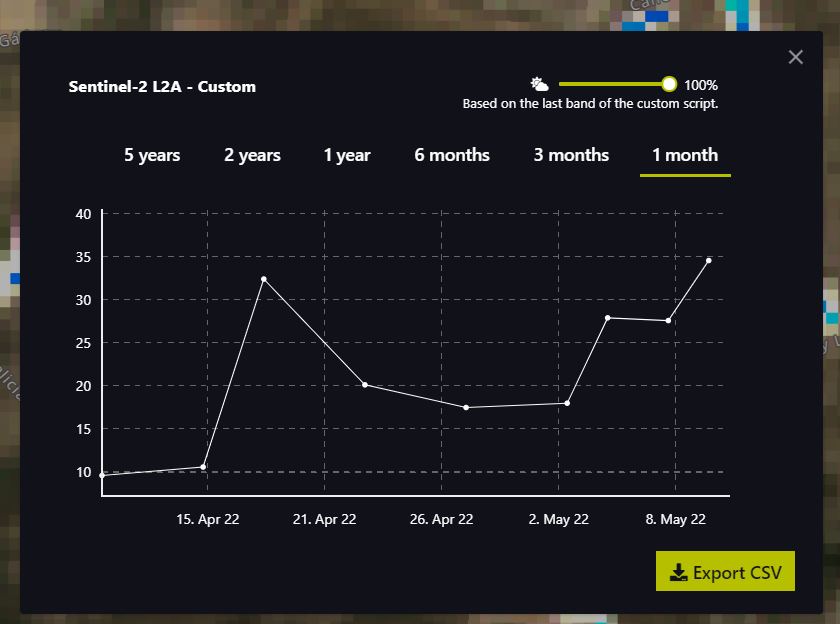 Sentinel-2 L2A - Custom
100%
Based on the last band of the custom script.
5 years
2 years
1 year
6 months
3 months
1 month
40
35
30
25
20
15
10
15. Apr 22
21. Apr 22
26. Apr 22
2. May 22
8. May 22
Export CSV